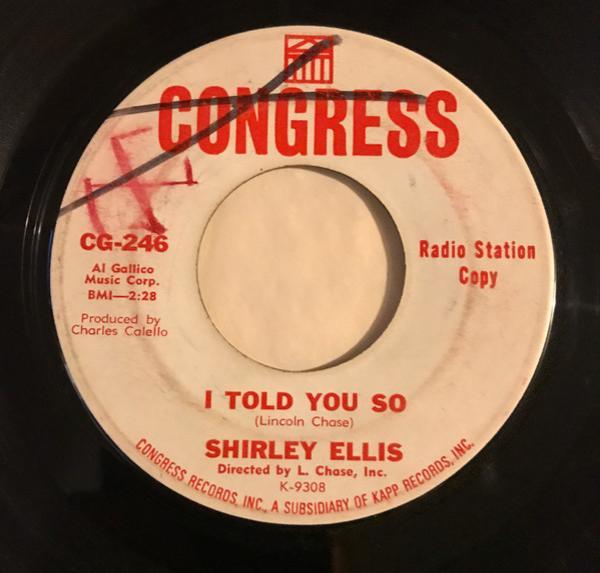 CONGRESS
CG-246
Al Gallico
Music Corp.
BMI—2:28
Produced by
Charles Calello
Radio Station
Copy
I TOLD YOU SO
(Lincoln Chase)
SHIRLEY ELLIS
Directed by L. Chase, Inc.
K-9308
CONGRESS RECORDS, INC., A SUBSIDIARY OF KAPP RECORDS, INC.